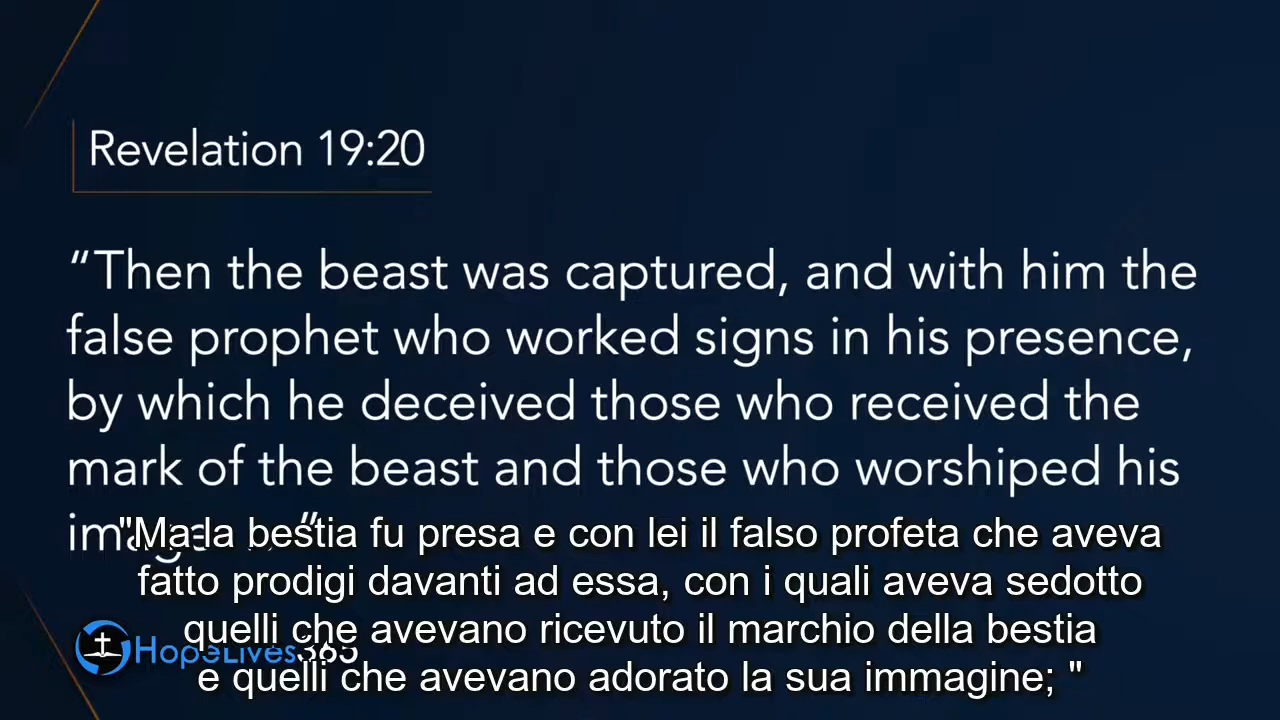 Revelation 19:20
“Then the beast was captured, and with him the
false prophet who worked signs in his presence,
by which he deceived those who received the
mark of the beast and those who worshiped his
"Ma la bestia fu presa e con lei il falso profeta che aveva
fatto prodigi davanti ad essa, con i quali aveva sedotto
quelli che avevano ricevuto il marchio della bestia
HopeLives365
e quelli che avevano adorato la sua immagine; "